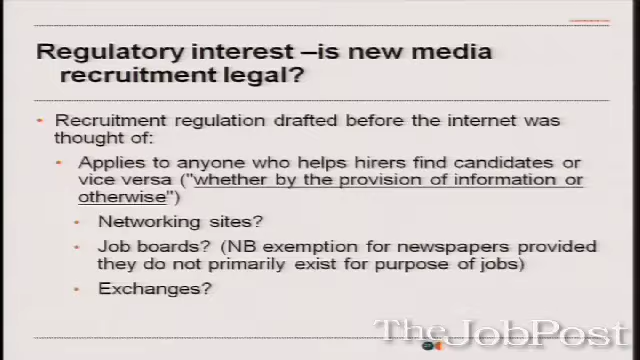 Regulatory interest –is new media
recruitment legal?
• Recruitment regulation drafted before the internet was
thought of:
• Applies to anyone who helps hirers find candidates or
vice versa ("whether by the provision of information or
otherwise")
• Networking sites?
• Job boards? (NB exemption for newspapers provided
they do not primarily exist for purpose of jobs)
• Exchanges?
TheJobPost